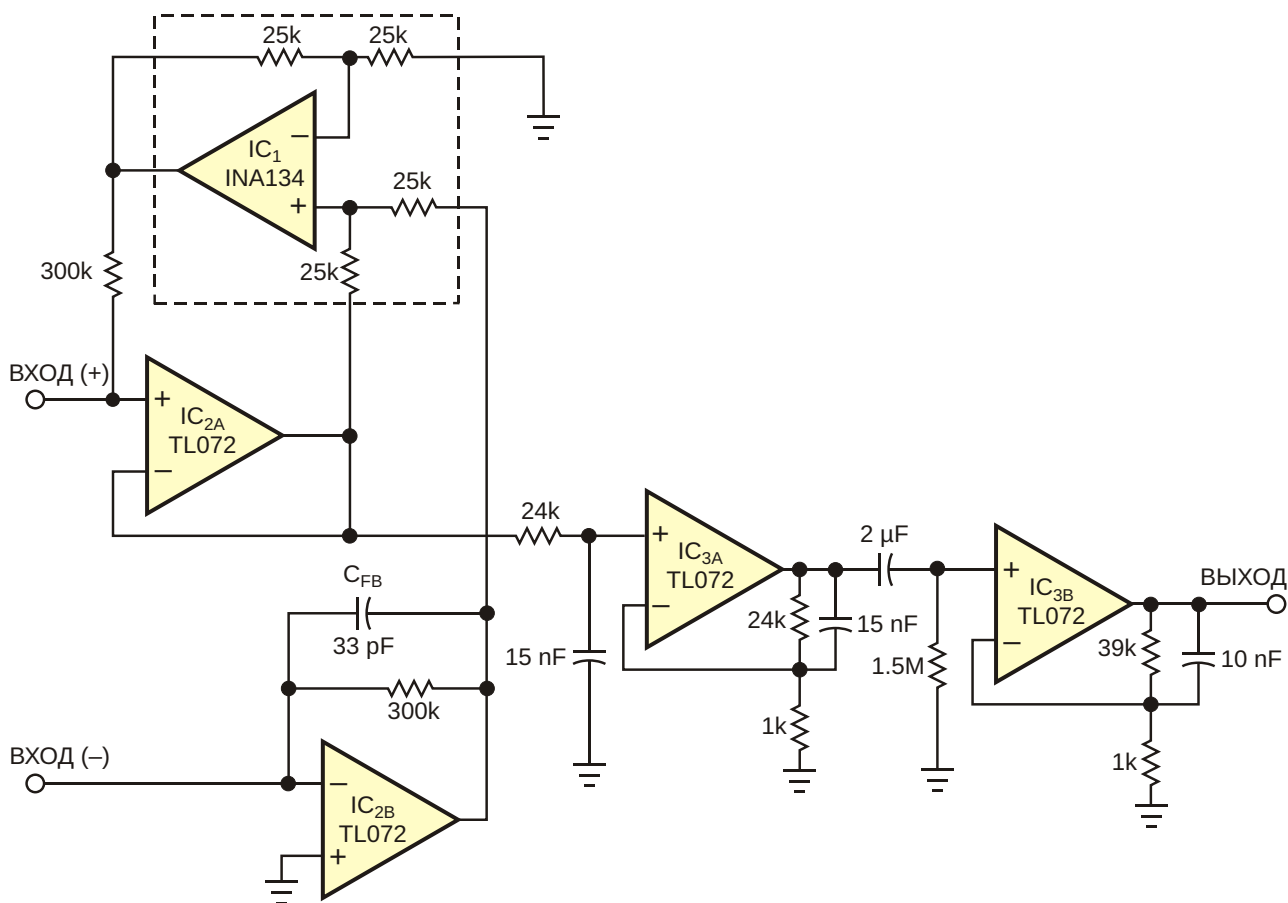 25k
25k
–
IC1
INA134
+
25k
25k
300k
ВХОД (+)
+
IC2A
TL072
–
24k
+
IC3A
TL072
–
2 µF
+
IC3B
TL072
–
ВЫХОД
CFB
33 pF
15 nF
24k
15 nF
1.5M
39k
10 nF
300k
1k
1k
ВХОД (–)
–
IC2B
TL072
+